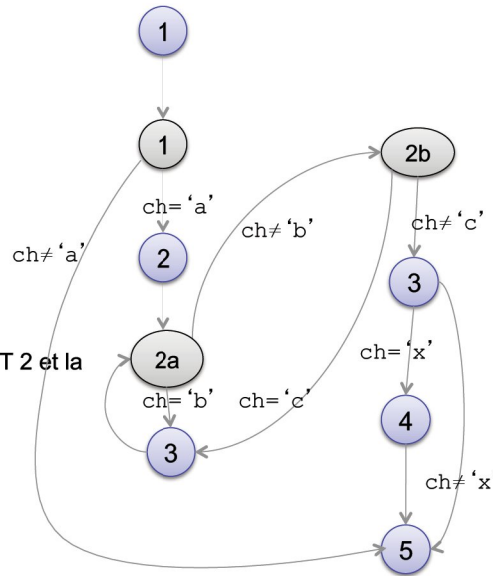 1
1
2b
ch='a'
ch≠'b'
ch≠'c'
ch≠'a'
2
3
T 2 et la
2a
ch='x'
ch='b'
ch='c'
4
3
ch≠'x
5